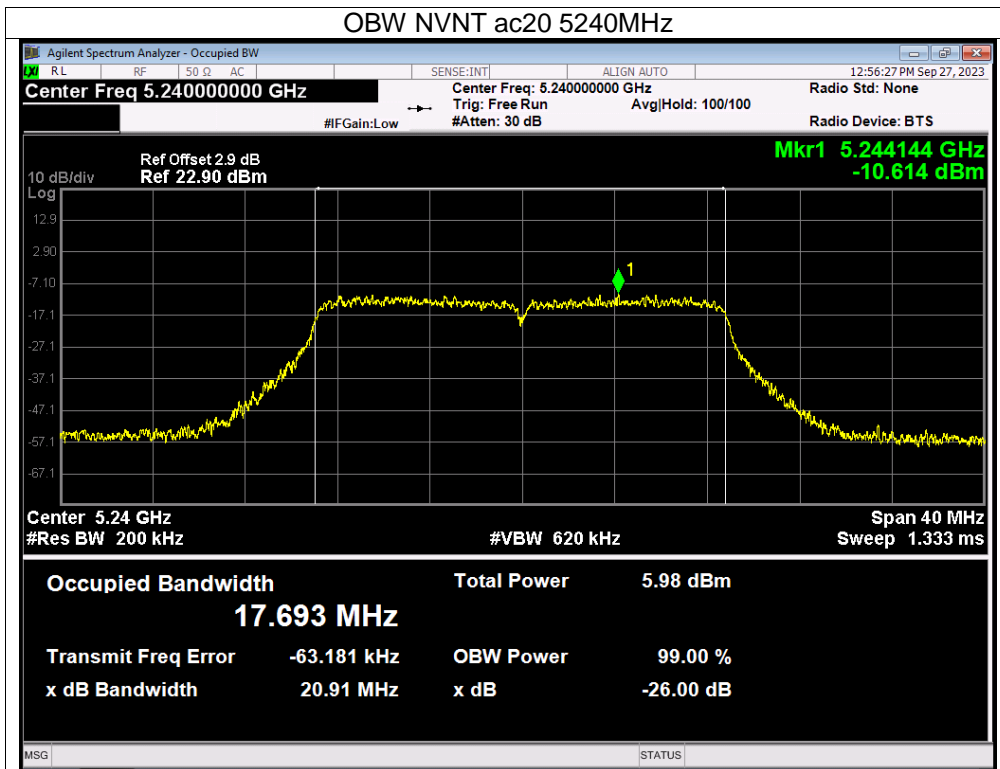 OBW NVNT ac20 5240MHz
Agilent Spectrum Analyzer - Occupied BW
LXI RL RF 50 Ω AC SENSE:INT ALIGN AUTO 12:56:27 PM Sep 27, 2023
Center Freq 5.240000000 GHz Center Freq: 5.240000000 GHz Radio Std: None
Trig: Free Run Avg|Hold: 100/100
#IFGain:Low #Atten: 30 dB Radio Device: BTS
Mkr1 5.244144 GHz
-10.614 dBm
Ref Offset 2.9 dB
10 dB/div Ref 22.90 dBm
Log
12.9
2.90
-7.10
1
-17.1
-27.1
-37.1
-47.1
-57.1
-67.1
Center 5.24 GHz Span 40 MHz
#Res BW 200 kHz #VBW 620 kHz Sweep 1.333 ms
Occupied Bandwidth Total Power 5.98 dBm
17.693 MHz
Transmit Freq Error -63.181 kHz OBW Power 99.00 %
x dB Bandwidth 20.91 MHz x dB -26.00 dB
MSG STATUS